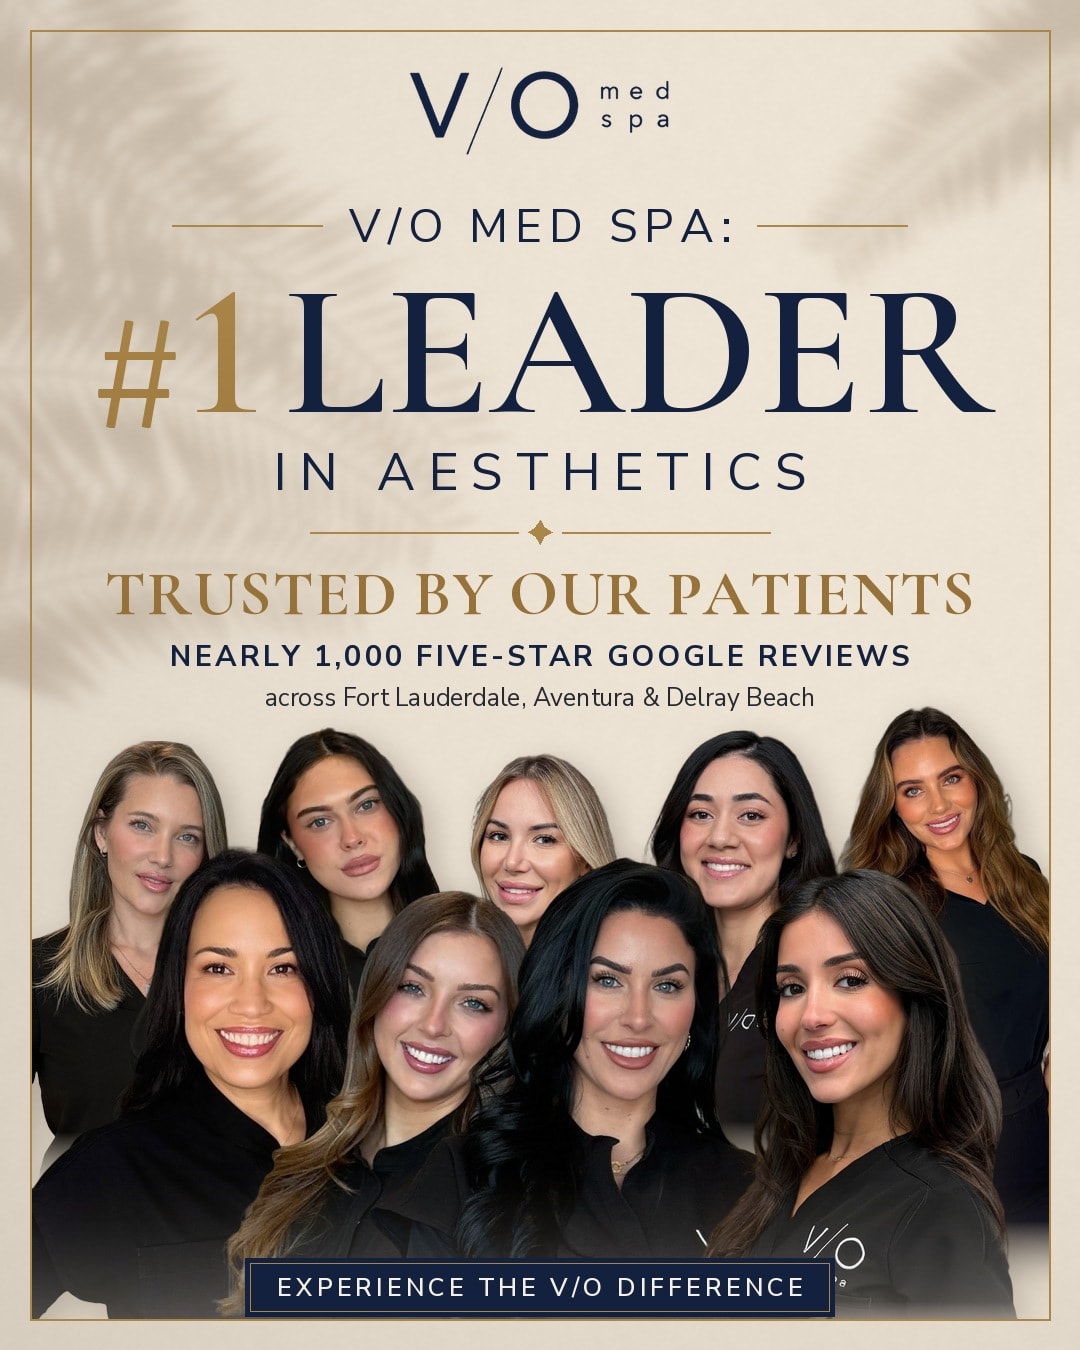 V/O med
spa
V/O MED SPA:
#1 LEADER
IN AESTHETICS
TRUSTED BY OUR PATIENTS
NEARLY 1,000 FIVE-STAR GOOGLE REVIEWS
across Fort Lauderdale, Aventura & Delray Beach
V/O
V/O
EXPERIENCE THE V/O DIFFERENCE